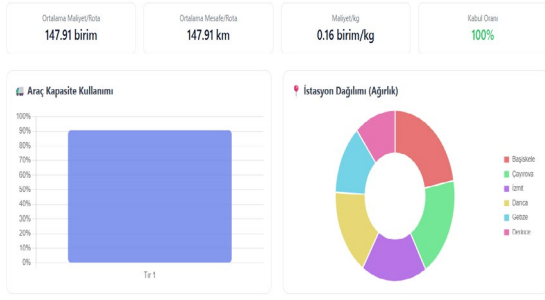 Ortalama Maliyet/Rota
147.91 birim
Ortalama Mesafe/Rota
147.91 km
Maliyet/kg
0.16 birim/kg
Kabul Oranı
100%
Araç Kapasite Kullanımı
100%
90%
80%
70%
60%
50%
40%
30%
20%
10%
0%
Tır 1
İstasyon Dağılımı (Ağırlık)
Başiskele
Çayırova
İzmit
Darıca
Gebze
Derince